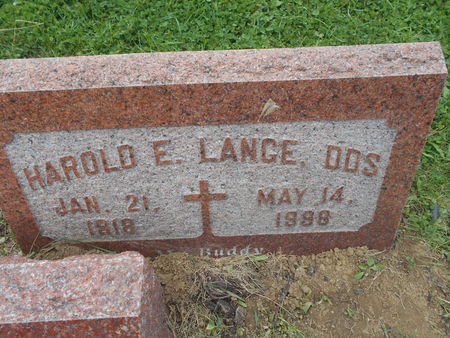 HAROLD E. LANGE, DDS
JAN. 21, MAY 14,
1918 1988
Buddy